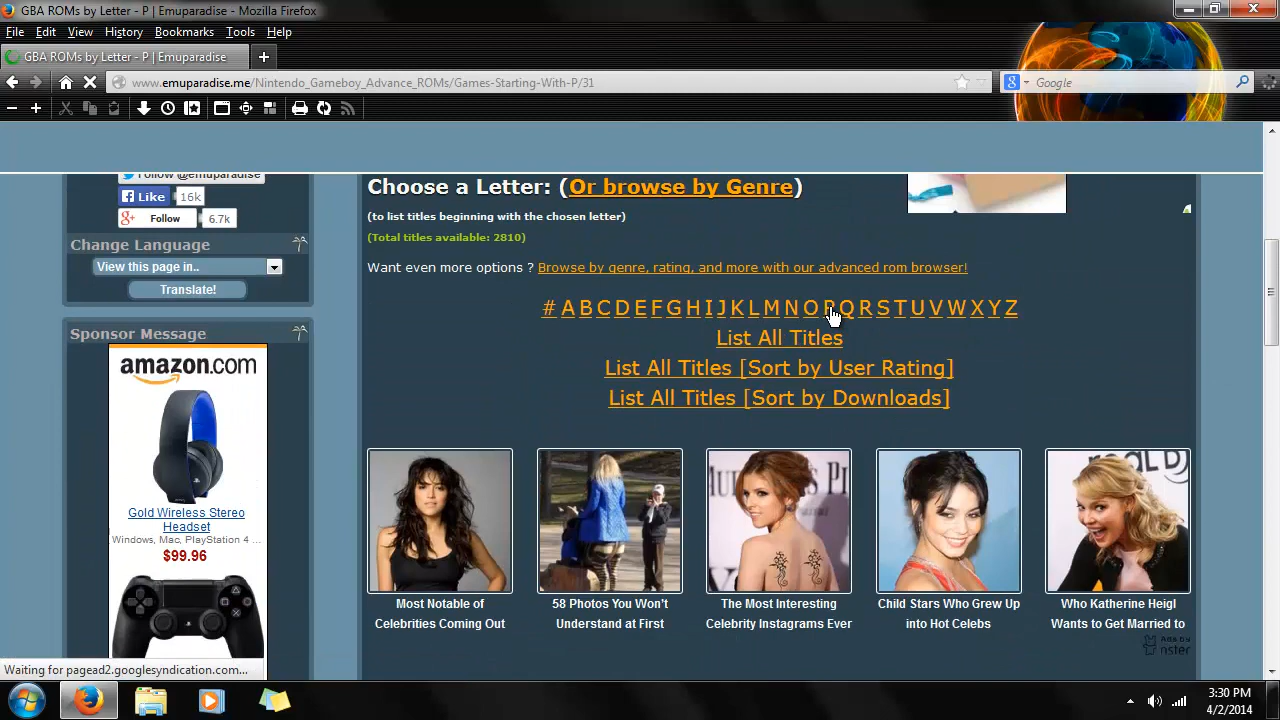 GBA ROMs by Letter - P | Emuparadise - Mozilla Firefox
File Edit View History Bookmarks Tools Help
GBA ROMs by Letter - P | Emuparadise
www.emuparadise.me/Nintendo_Gameboy_Advance_ROMs/Games-Starting-With-P/31
Google
Follow @emuparadise
Like 16k
Follow 6.7k
Change Language
View this page in..
Translate!
Sponsor Message
amazon.com
Gold Wireless Stereo
Headset
Windows, Mac, PlayStation 4 ...
$99.96
Choose a Letter: (Or browse by Genre)
(to list titles beginning with the chosen letter)
(Total titles available: 2810)
Want even more options ? Browse by genre, rating, and more with our advanced rom browser!
# A B C D E F G H I J K L M N O P Q R S T U V W X Y Z
List All Titles
List All Titles [Sort by User Rating]
List All Titles [Sort by Downloads]
Most Notable of
Celebrities Coming Out
58 Photos You Won't
Understand at First
The Most Interesting
Celebrity Instagrams Ever
Child Stars Who Grew Up
into Hot Celebs
Who Katherine Heigl
Wants to Get Married to
Waiting for pagead2.googlesyndication.com...
3:30 PM
4/2/2014